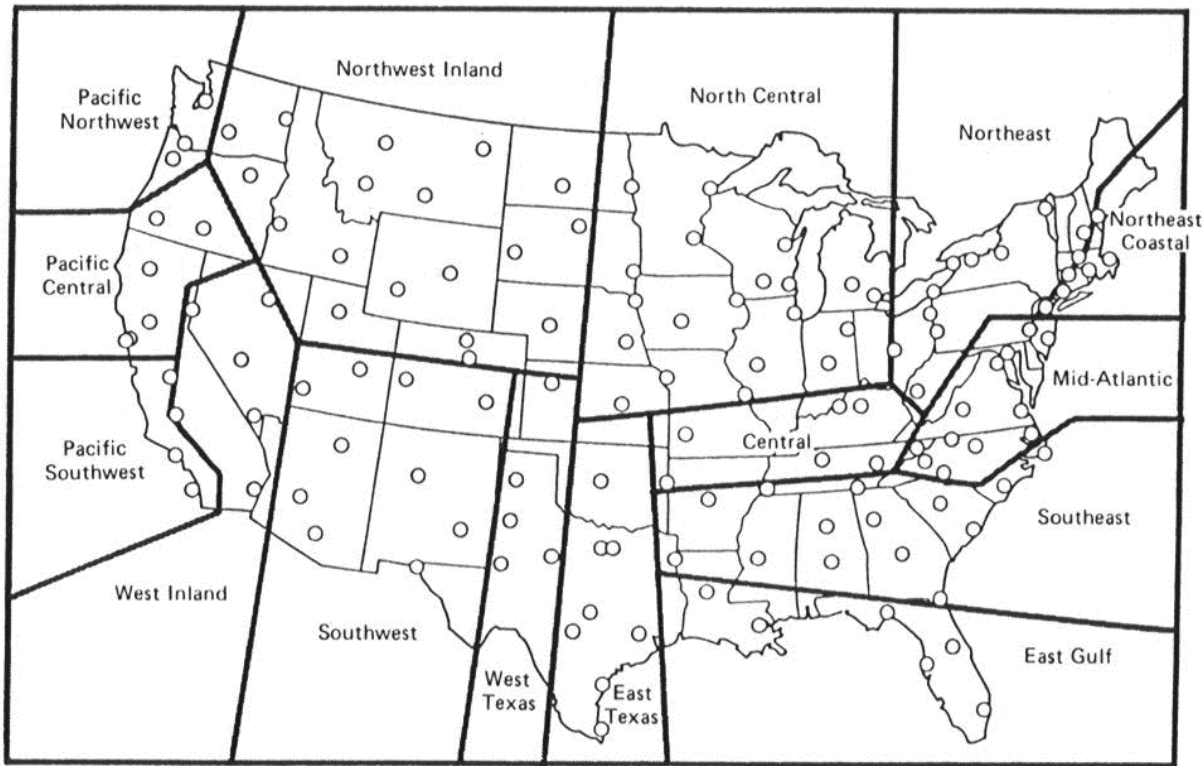 Northwest Inland
Pacific
Northwest
North Central
Northeast
Northeast
Coastal
Pacific
Central
Mid-Atlantic
Pacific
Southwest
Central
Southeast
West Inland
Southwest
East Gulf
West
Texas
East
Texas